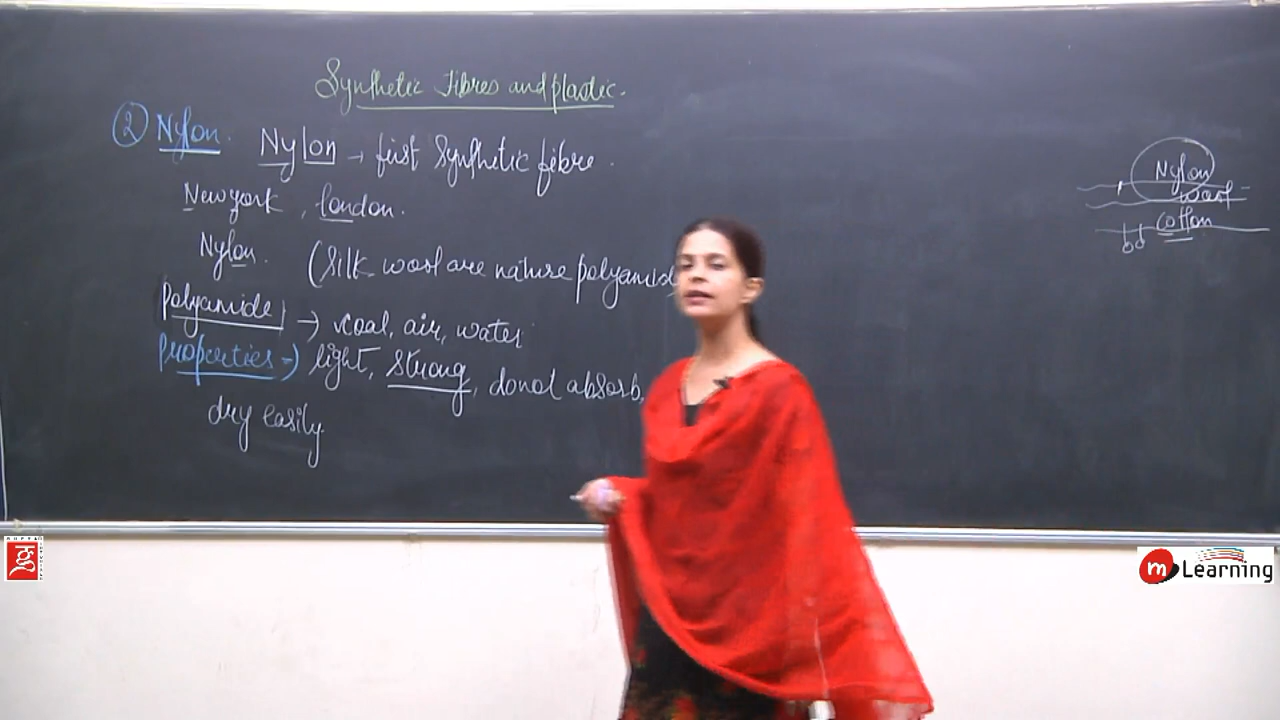 Synthetic Fibres and plastic.
② Nylon. Nylon → first Synthetic fibre.
Newyork, london.
Nylon. (Silk wool are nature polyamide
polyamide) → coal, air, water
Properties → light, strong, donot absorb,
dry easily.
Nylon
wool
Cotton
m Learning